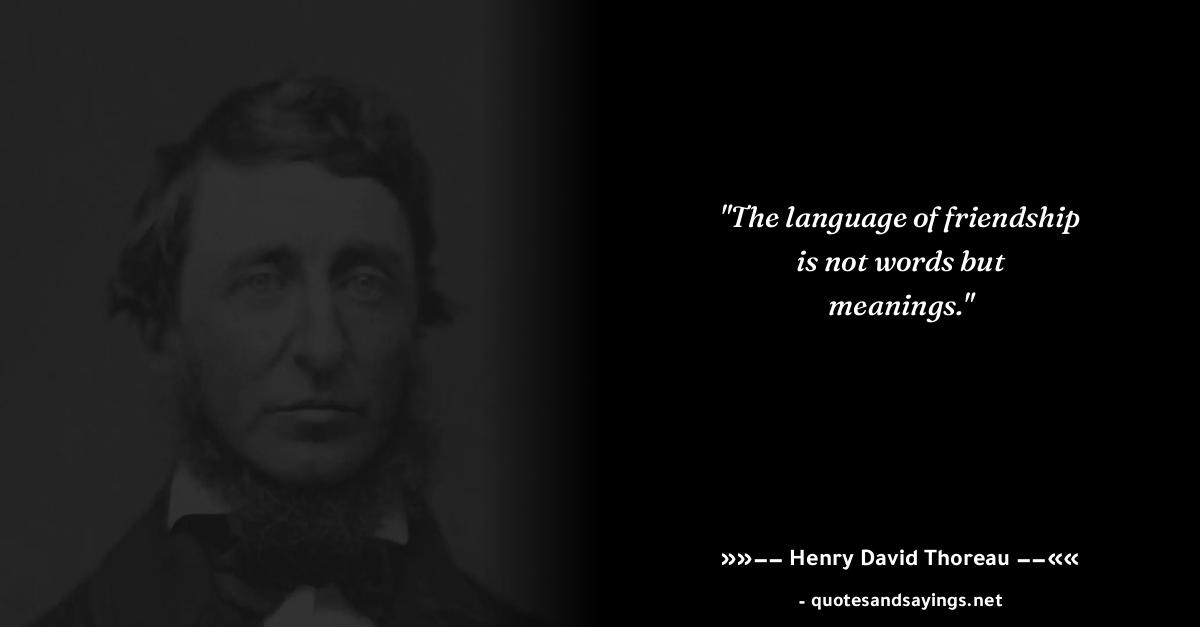 "The language of friendship
is not words but
meanings."
»»–– Henry David Thoreau ––««
- quotesandsayings.net